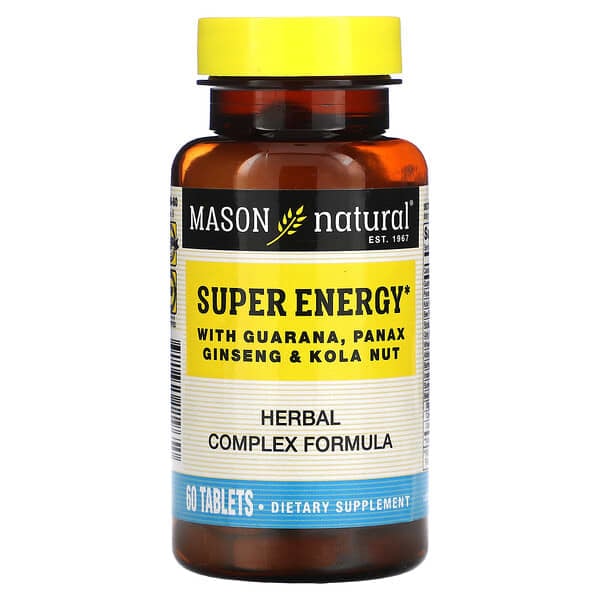 MASON natural®
EST. 1967
SUPER ENERGY*
WITH GUARANA, PANAX
GINSENG & KOLA NUT
HERBAL
COMPLEX FORMULA
60 TABLETS • DIETARY SUPPLEMENT